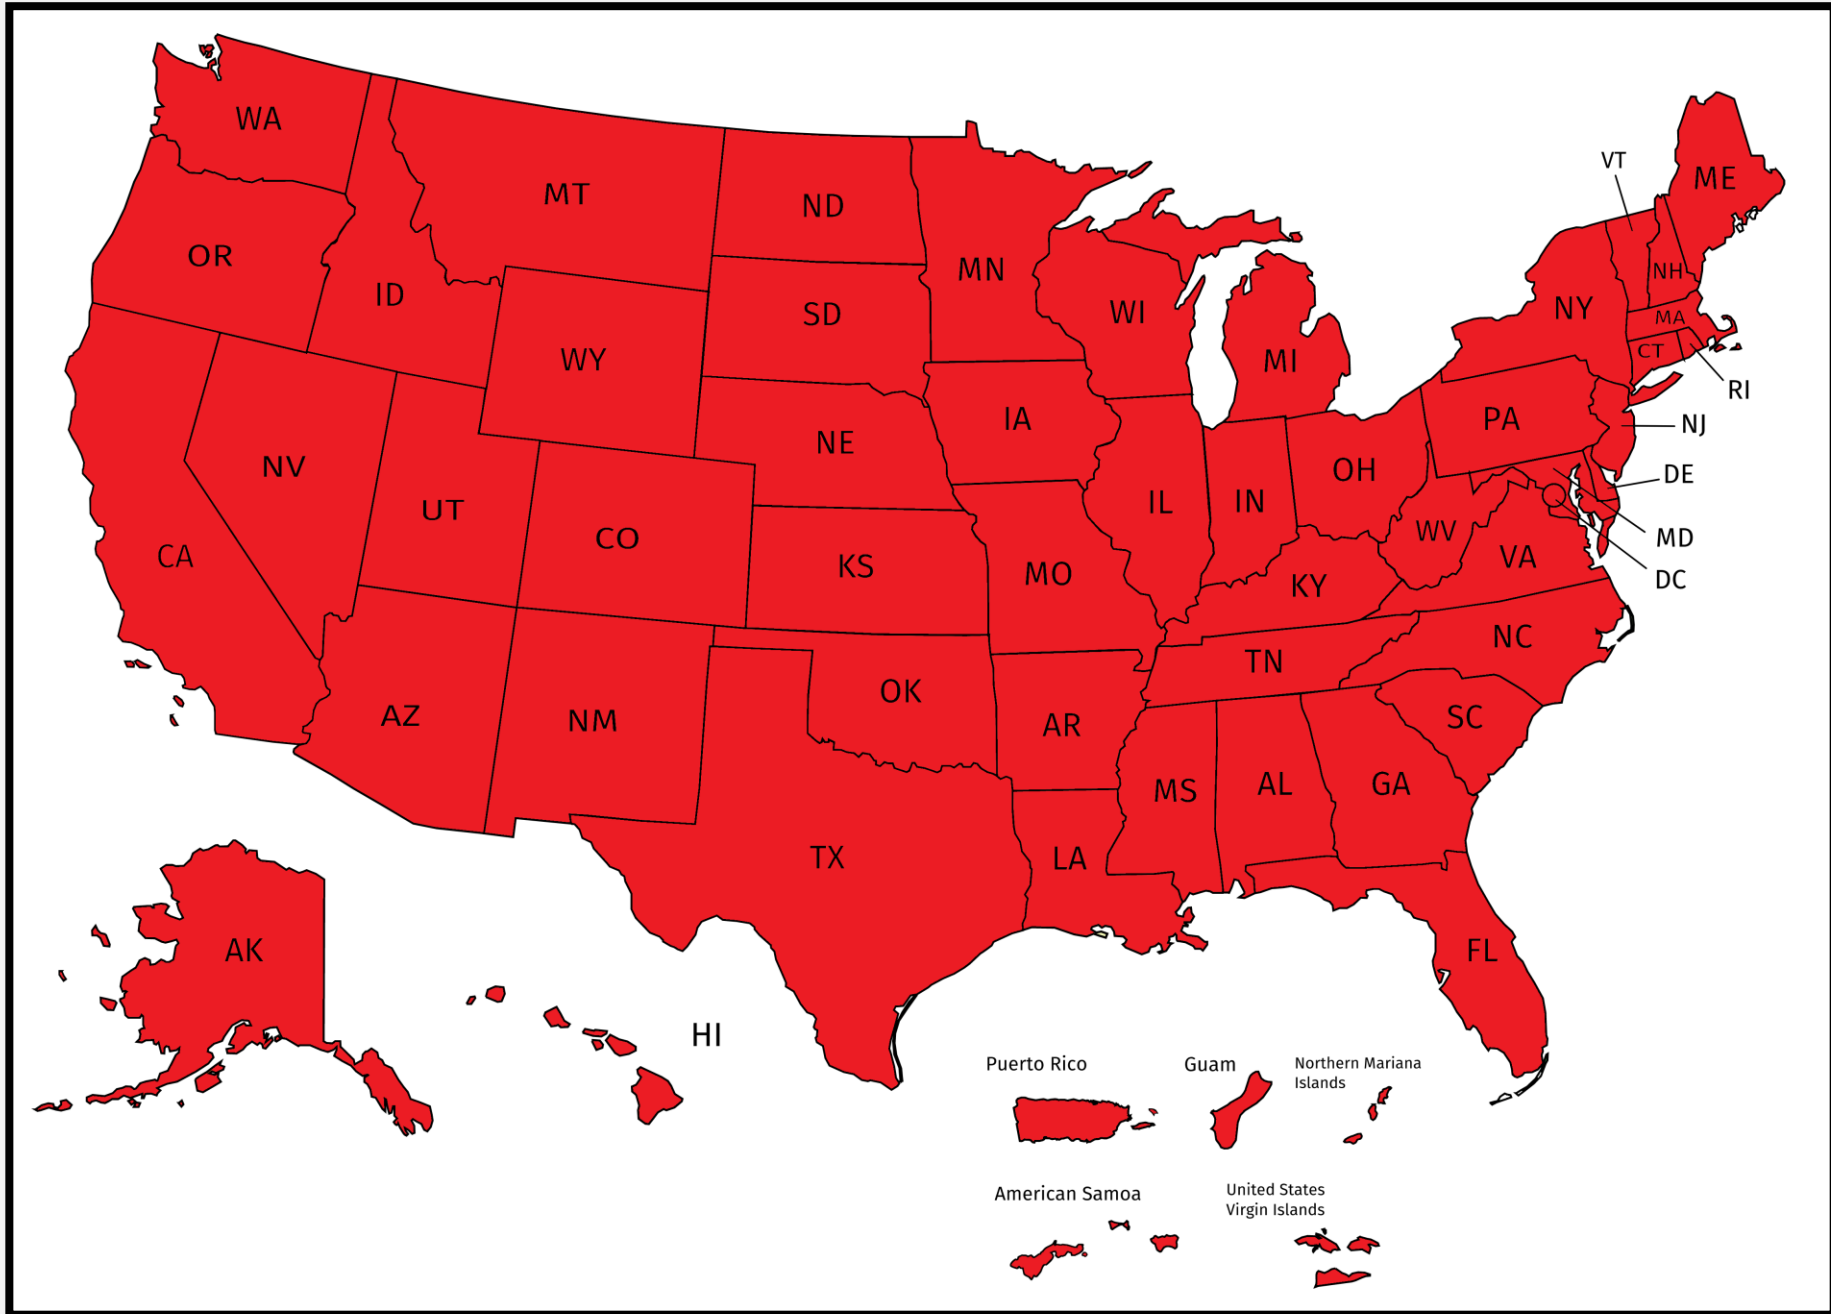 WA
MT
ND
MN
VT
ME
OR
ID
WY
SD
WI
MI
NY
NH
MA
CT
RI
NV
UT
CO
NE
IA
IL
IN
OH
PA
NJ
DE
MD
DC
CA
KS
MO
KY
WV
VA
AZ
NM
OK
AR
TN
NC
SC
TX
LA
MS
AL
GA
FL
AK
HI
Puerto Rico
Guam
Northern Mariana
Islands
American Samoa
United States
Virgin Islands